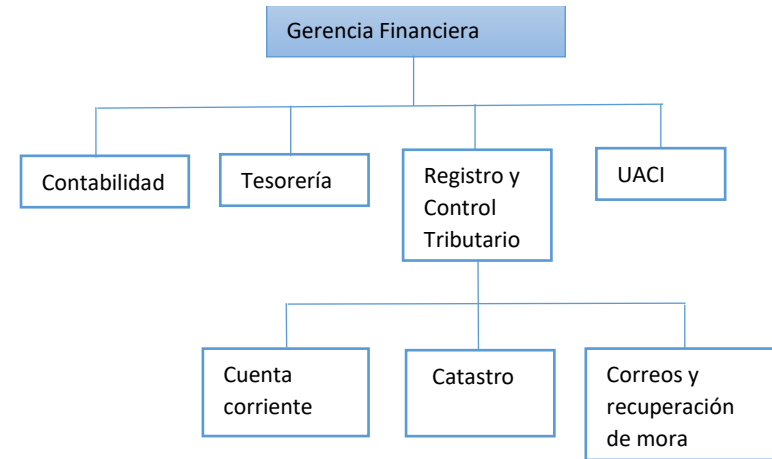 Gerencia Financiera
Contabilidad
Tesorería
Registro y
Control
Tributario
UACI
Cuenta
corriente
Catastro
Correos y
recuperación
de mora